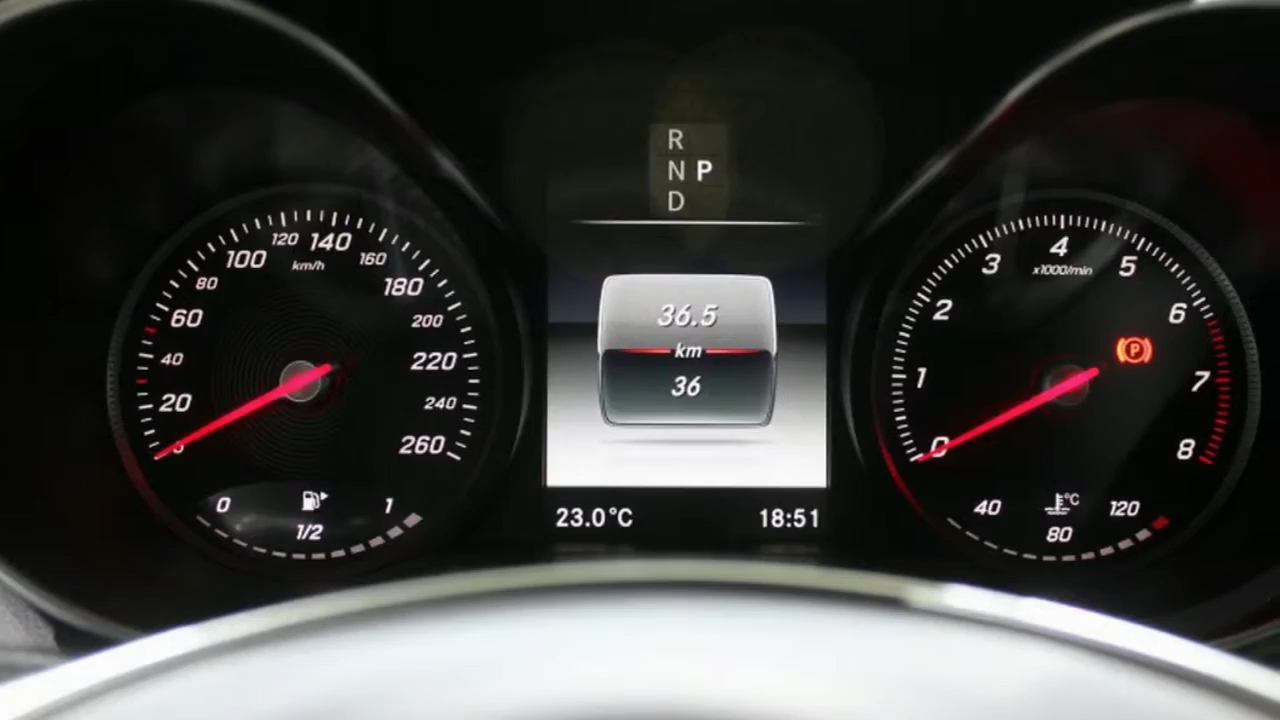 R
N P
D
120 140
100 160
km/h
80 180
60 200
40 220
20 240
0 260
0 1
1/2
36.5
km
36
23.0°C 18:51
4
3 5
x1000/min
2 6
P
1 7
0 8
40 °C 120
80